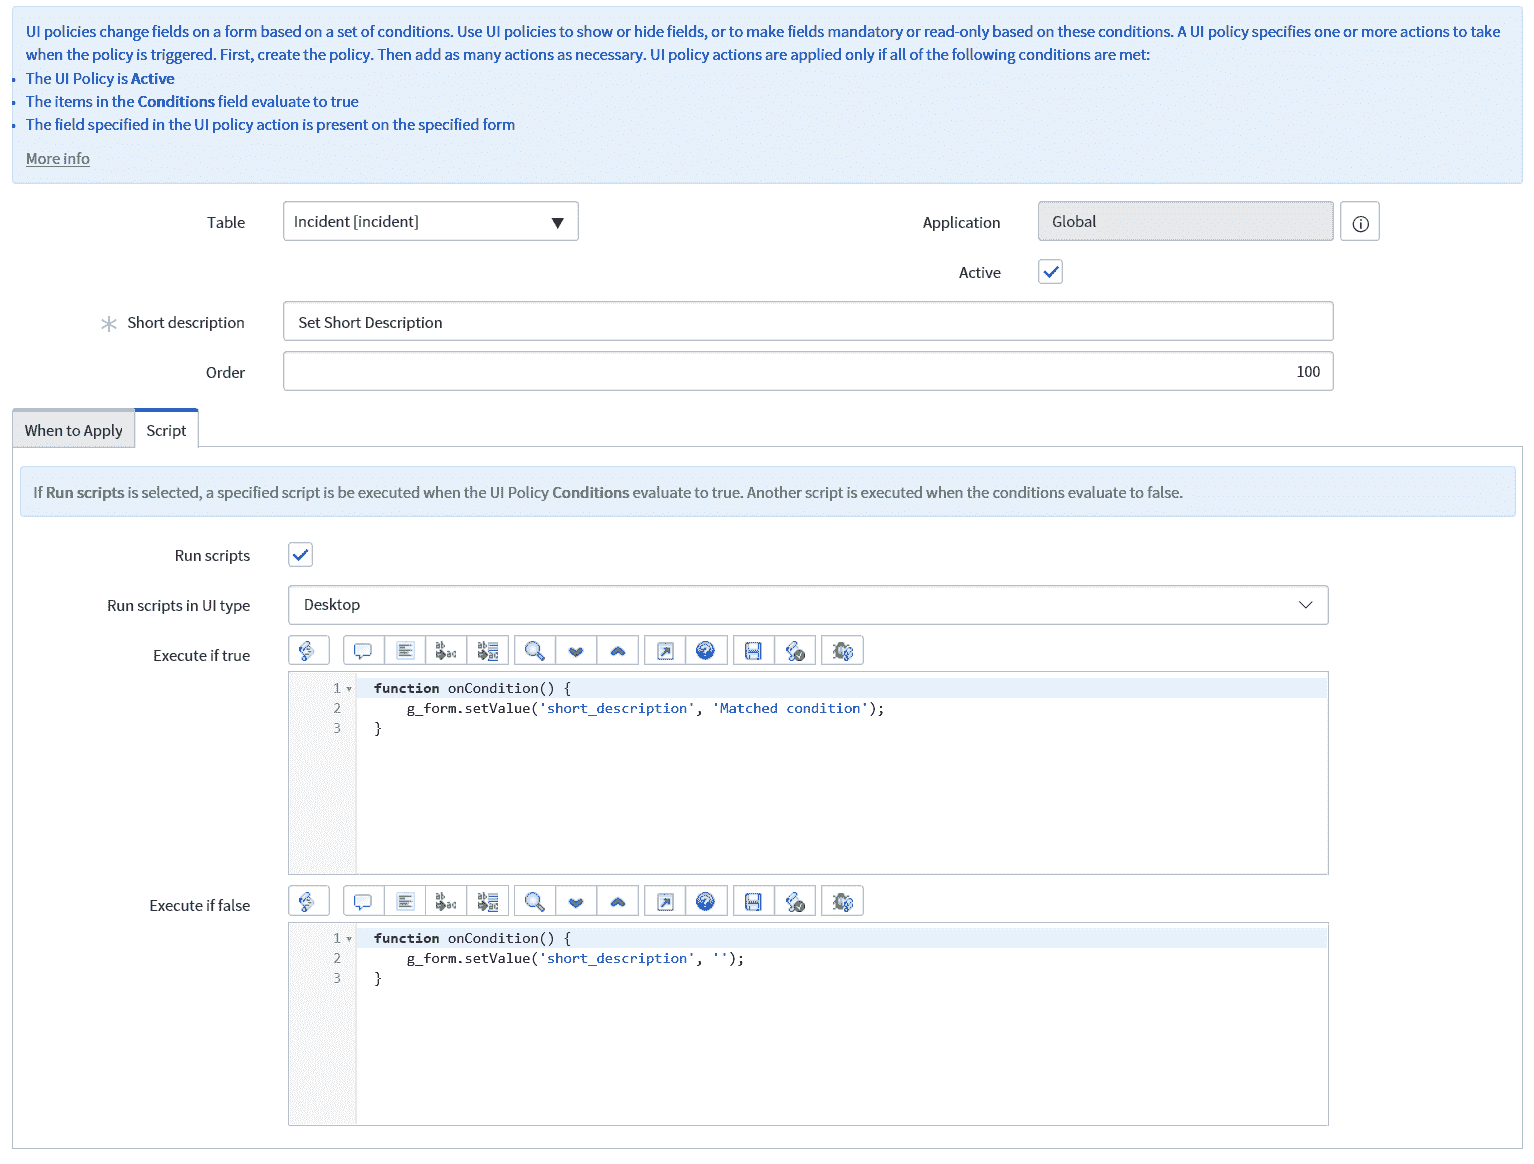 UI policies change fields on a form based on a set of conditions. Use UI policies to show or hide fields, or to make fields mandatory or read-only based on these conditions. A UI policy specifies one or more actions to take
when the policy is triggered. First, create the policy. Then add as many actions as necessary. UI policy actions are applied only if all of the following conditions are met:
• The UI Policy is Active
• The items in the Conditions field evaluate to true
• The field specified in the UI policy action is present on the specified form
More info
Table Incident [incident] Application Global
Active
Short description Set Short Description
Order 100
When to Apply Script
If Run scripts is selected, a specified script is be executed when the UI Policy Conditions evaluate to true. Another script is executed when the conditions evaluate to false.
Run scripts
Run scripts in UI type Desktop
Execute if true
1 function onCondition() {
2 g_form.setValue('short_description', 'Matched condition');
3 }
Execute if false
1 function onCondition() {
2 g_form.setValue('short_description', '');
3 }